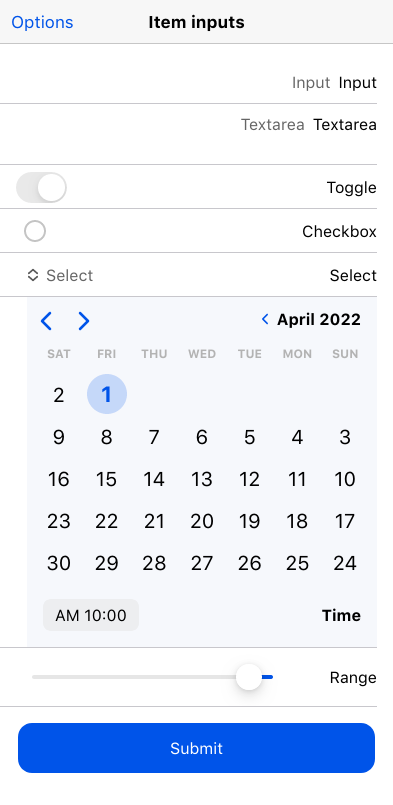 Options Item inputs
Input Input
Textarea Textarea
Toggle
Checkbox
Select Select
April 2022
SAT FRI THU WED TUE MON SUN
2 1
9 8 7 6 5 4 3
16 15 14 13 12 11 10
23 22 21 20 19 18 17
30 29 28 27 26 25 24
AM 10:00 Time
Range
Submit